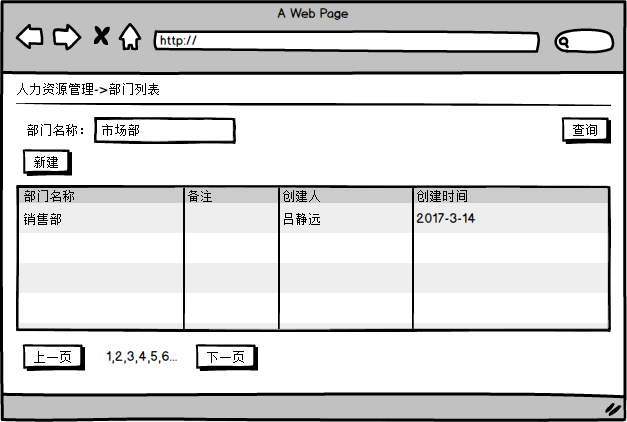 A Web Page
http://
人力资源管理->部门列表
部门名称： 市场部 查询
新建
部门名称 备注 创建人 创建时间
销售部 吕静远 2017-3-14
上一页 1,2,3,4,5,6... 下一页